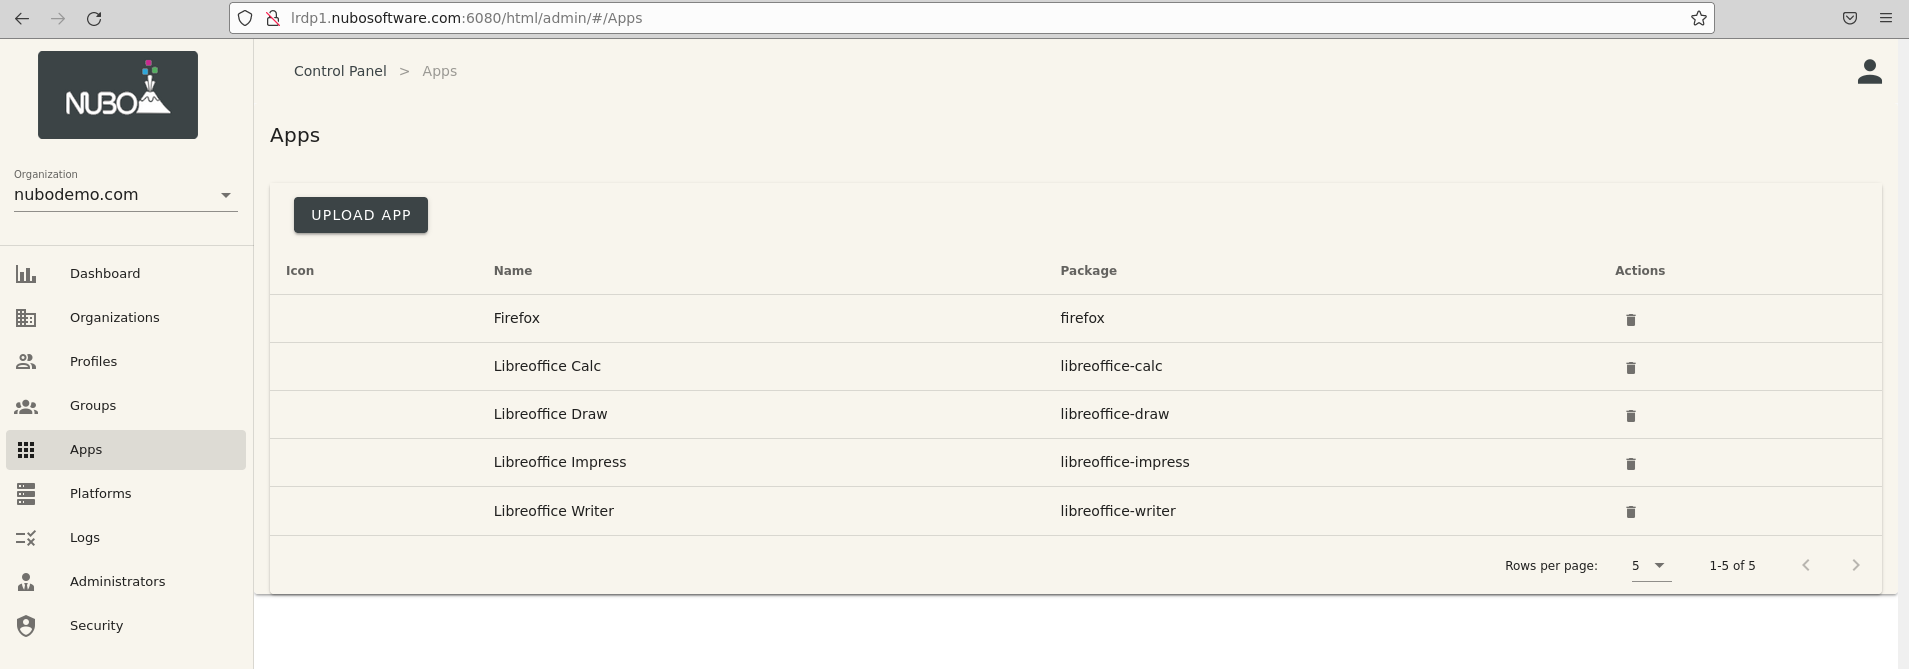 lrdp1.nubosoftware.com:6080/html/admin/#/Apps
NUBO
Control Panel > Apps
Apps
Organization
nubodemo.com
UPLOAD APP
Icon Name Package Actions
Firefox firefox
Libreoffice Calc libreoffice-calc
Libreoffice Draw libreoffice-draw
Libreoffice Impress libreoffice-impress
Libreoffice Writer libreoffice-writer
Rows per page: 5 1-5 of 5
Dashboard
Organizations
Profiles
Groups
Apps
Platforms
Logs
Administrators
Security